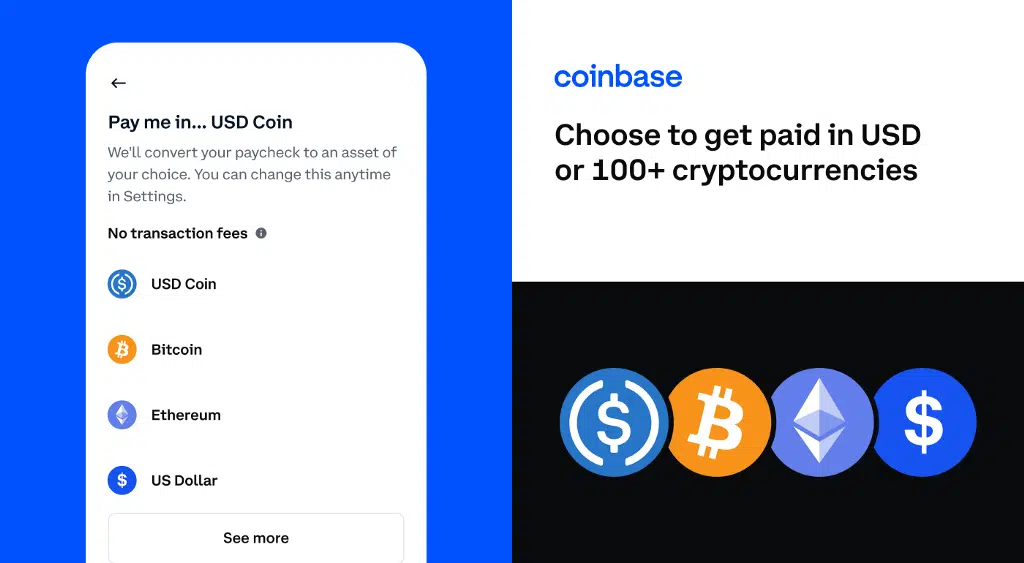 Pay me in... USD Coin
We'll convert your paycheck to an asset of
your choice. You can change this anytime
in Settings.
No transaction fees
USD Coin
Bitcoin
Ethereum
US Dollar
See more
coinbase
Choose to get paid in USD
or 100+ cryptocurrencies